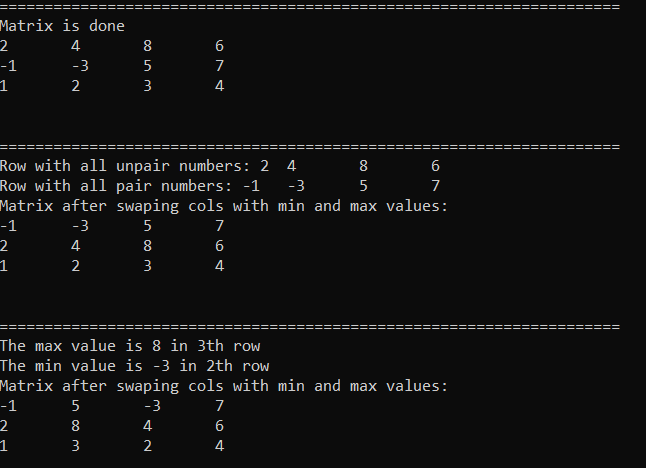 =====================================================================
Matrix is done
2 4 8 6
-1 -3 5 7
1 2 3 4
=====================================================================
Row with all unpair numbers: 2 4 8 6
Row with all pair numbers: -1 -3 5 7
Matrix after swaping cols with min and max values:
-1 -3 5 7
2 4 8 6
1 2 3 4
=====================================================================
The max value is 8 in 3th row
The min value is -3 in 2th row
Matrix after swaping cols with min and max values:
-1 5 -3 7
2 8 4 6
1 3 2 4